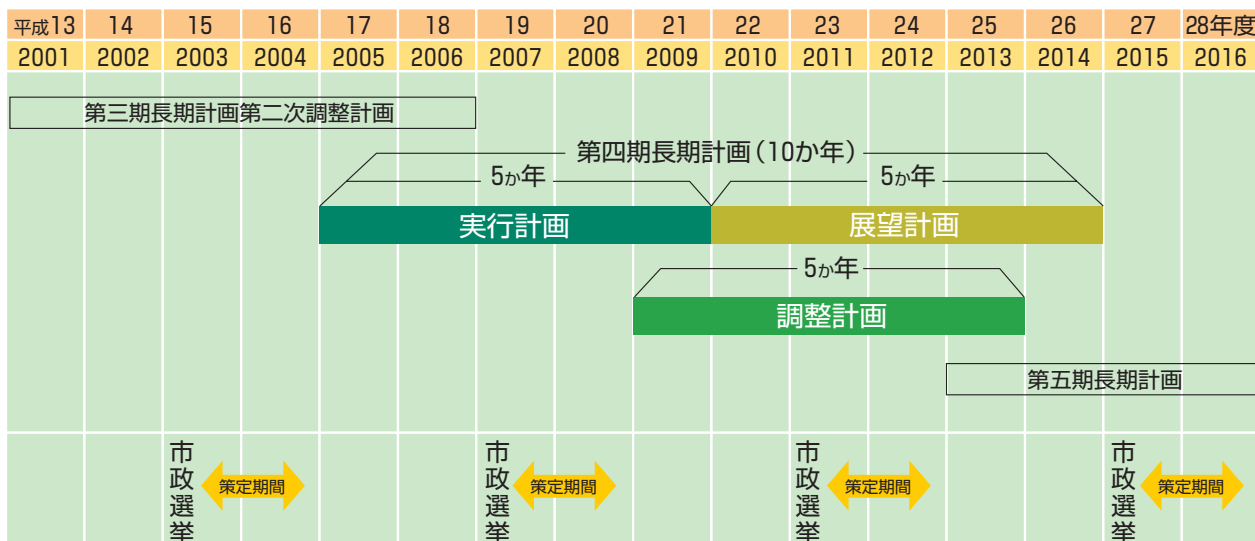 平成13 14 15 16 17 18 19 20 21 22 23 24 25 26 27 28年度
2001 2002 2003 2004 2005 2006 2007 2008 2009 2010 2011 2012 2013 2014 2015 2016
第三期長期計画第二次調整計画
第四期長期計画（10か年）
5か年 5か年
実行計画 展望計画
5か年
調整計画
第五期長期計画
市政選挙 策定期間 市政選挙 策定期間 市政選挙 策定期間 市政選挙 策定期間